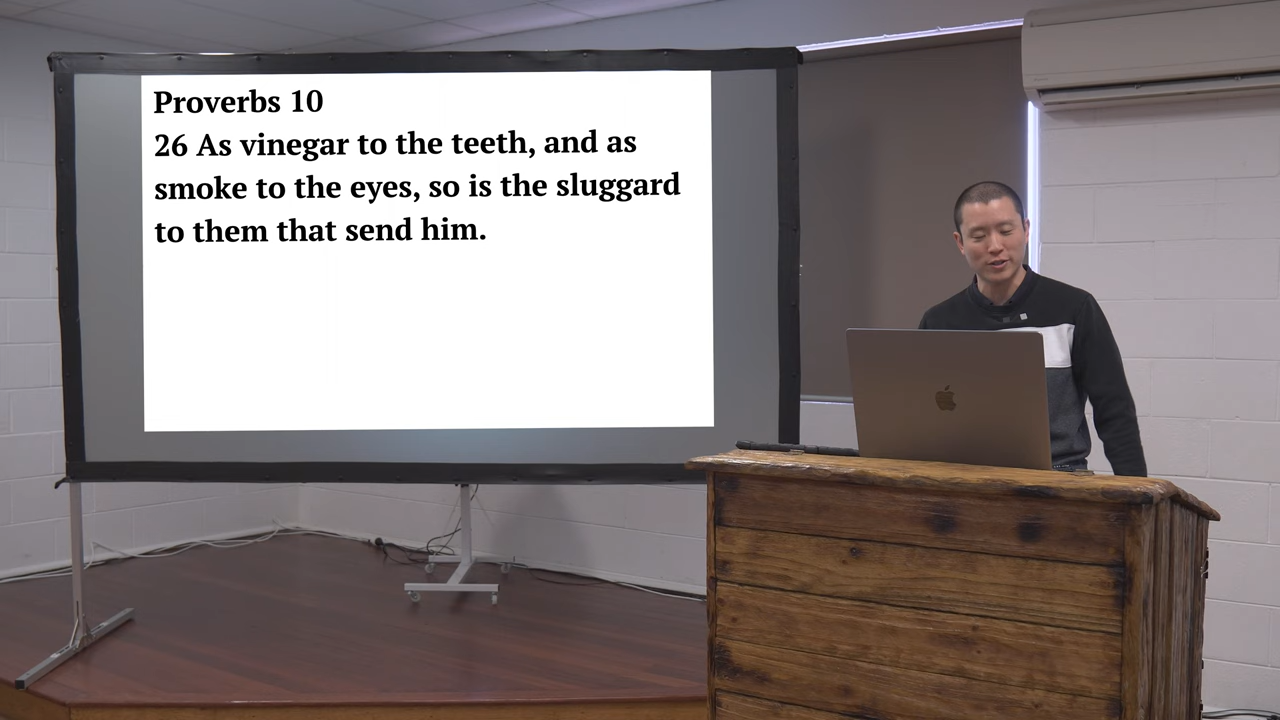 Proverbs 10
26 As vinegar to the teeth, and as
smoke to the eyes, so is the sluggard
to them that send him.